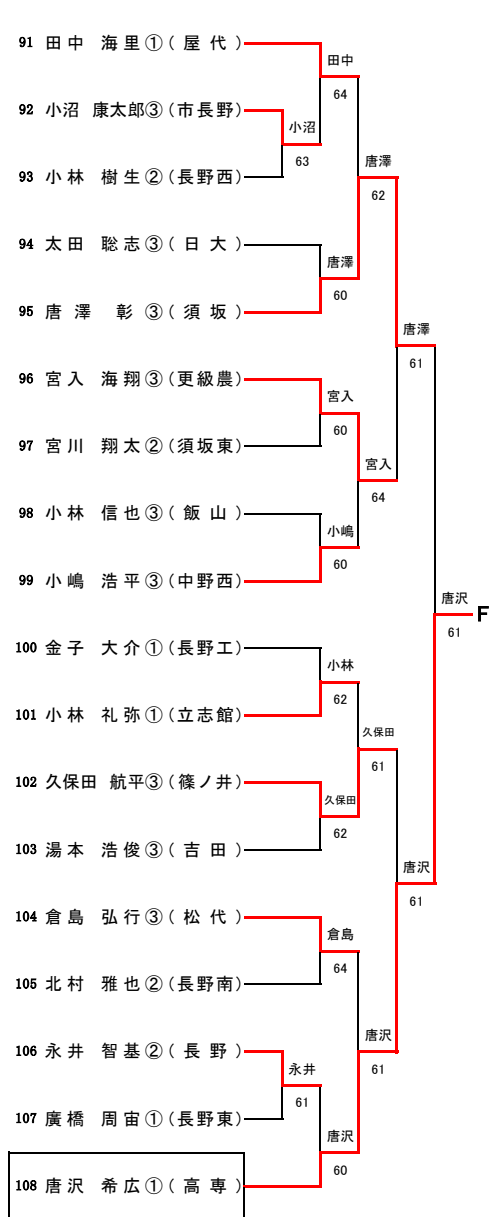 91 田中 海里①(屋代)
田中
64
92 小沼 康太郎③(市長野)
小沼
63
93 小林 樹生②(長野西)
唐澤
62
94 太田 聡志③(日大)
唐澤
60
95 唐澤 彰③(須坂)
唐澤
61
96 宮入 海翔③(更級農)
宮入
60
97 宮川 翔太②(須坂東)
宮入
64
98 小林 信也③(飯山)
小嶋
60
99 小嶋 浩平③(中野西)
唐沢
61
F
100 金子 大介①(長野工)
小林
62
101 小林 礼弥①(立志館)
久保田
61
102 久保田 航平③(篠ノ井)
久保田
62
103 湯本 浩俊③(吉田)
唐沢
61
104 倉島 弘行③(松代)
倉島
64
105 北村 雅也②(長野南)
唐沢
61
106 永井 智基②(長野)
永井
61
107 廣橋 周宙①(長野東)
唐沢
60
108 唐沢 希広①(高専)